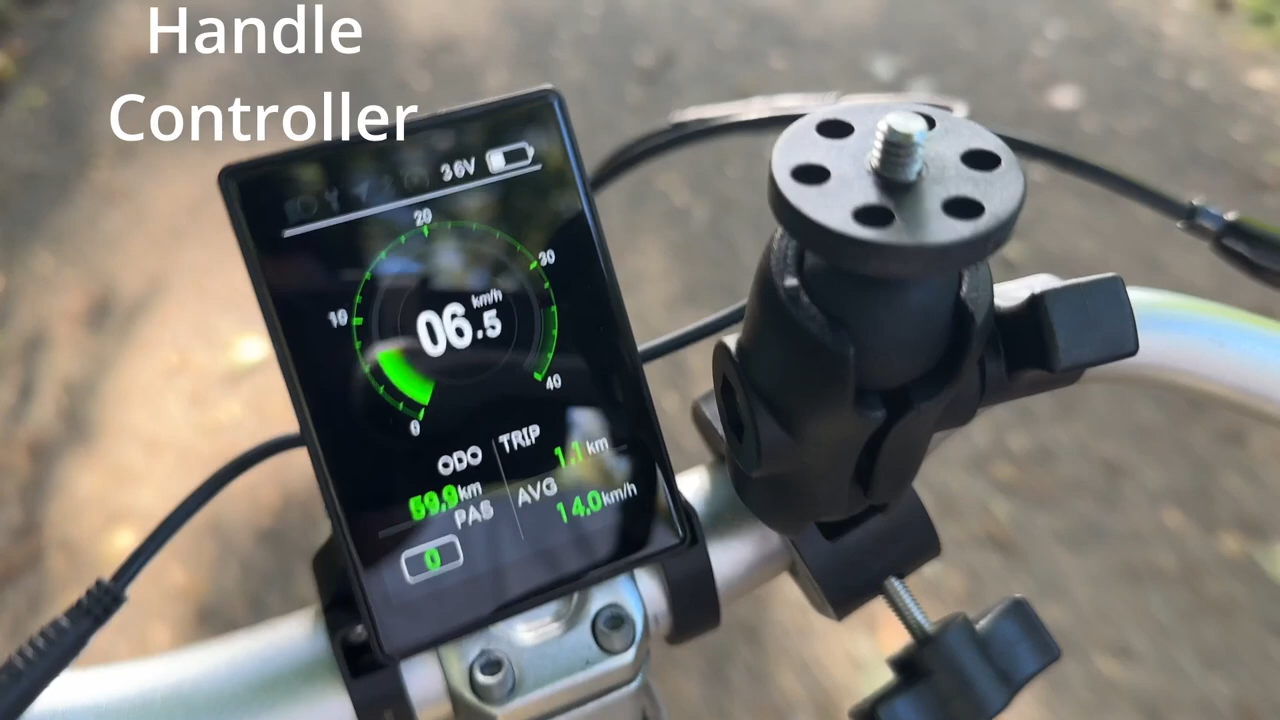 Handle
Controller
36V
20
30
10
km/h
06.5
40
0
ODO
TRIP
1.1 km
59.9km
AVG
PAS
14.0km/h
0